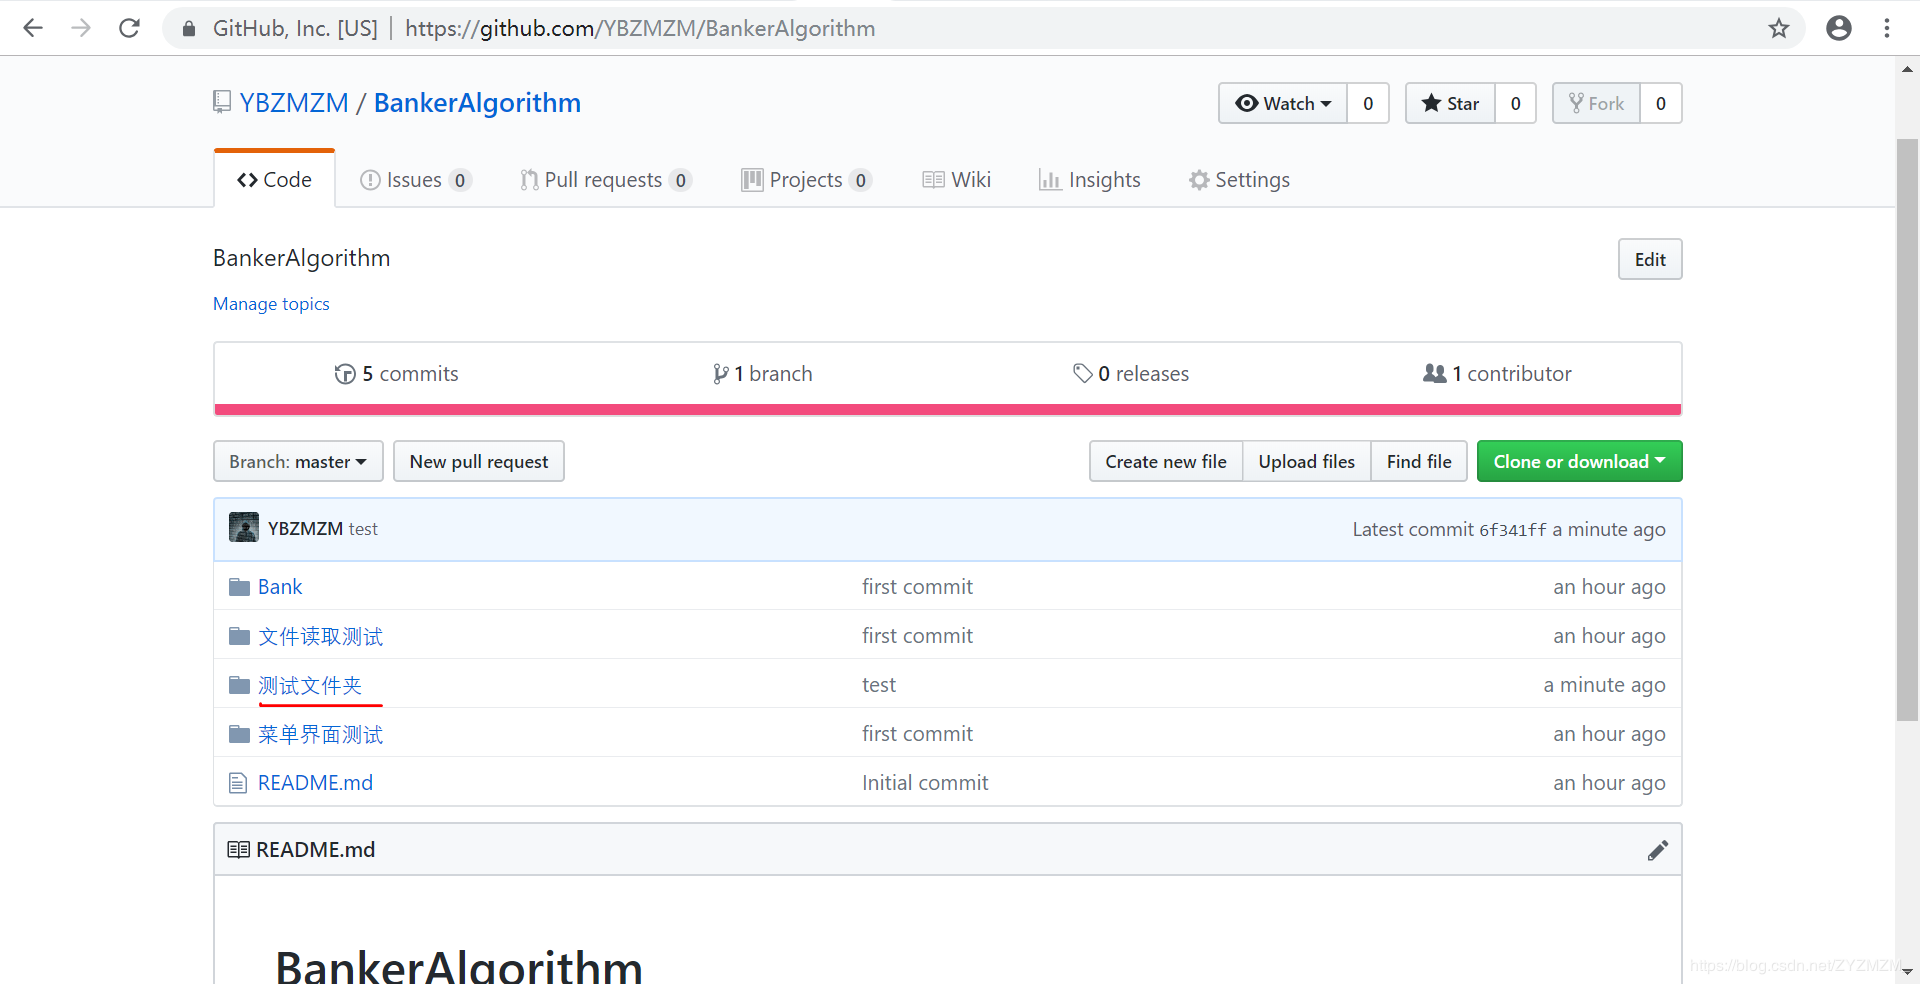 GitHub, Inc. [US] | https://github.com/YBZMZM/BankerAlgorithm
YBZMZM / BankerAlgorithm
Watch 0 Star 0 Fork 0
Code Issues 0 Pull requests 0 Projects 0 Wiki Insights Settings
BankerAlgorithm Edit
Manage topics
5 commits 1 branch 0 releases 1 contributor
Branch: master New pull request Create new file Upload files Find file Clone or download
YBZMZM test Latest commit 6f341ff a minute ago
Bank first commit an hour ago
文件读取测试 first commit an hour ago
测试文件夹 test a minute ago
菜单界面测试 first commit an hour ago
README.md Initial commit an hour ago
README.md
BankerAlgorithm
https://blog.csdn.net/ZYZMZM